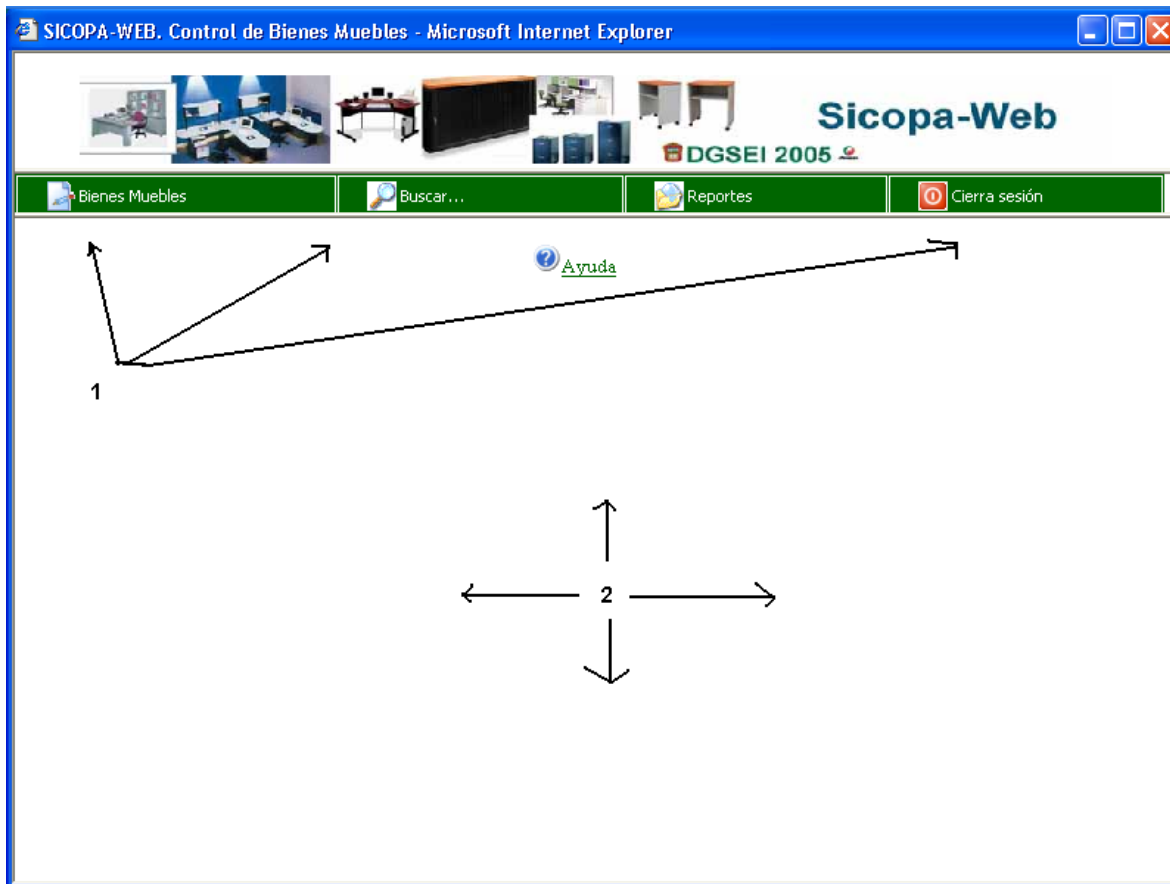 SICOPA-WEB. Control de Bienes Muebles - Microsoft Internet Explorer
Sicopa-Web
DGSEI 2005
Bienes Muebles Buscar... Reportes Cierra sesión
Ayuda
1
2